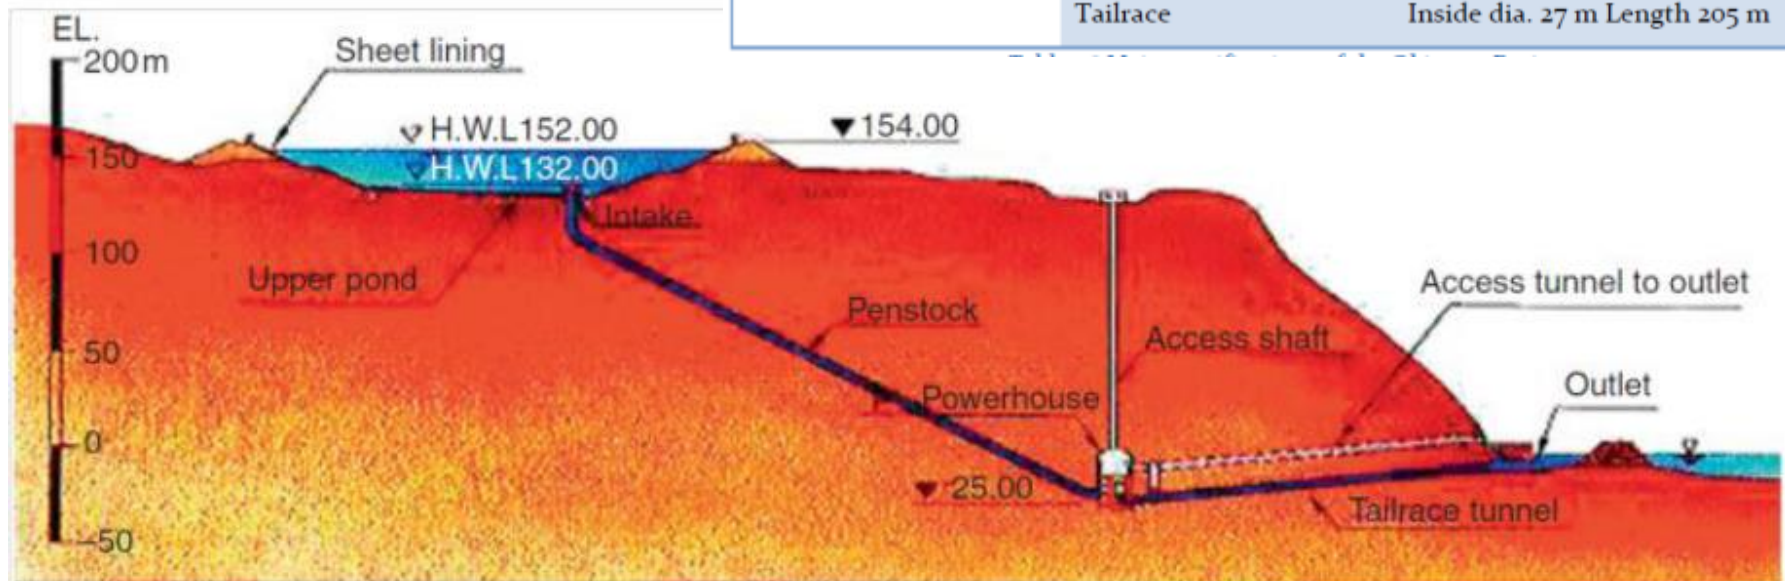 Tailrace Inside dia. 27 m Length 205 m
EL.
200m
Sheet lining
H.W.L152.00
154.00
150
H.W.L132.00
Intake
100
Upper pond
Access tunnel to outlet
Penstock
Access shaft
50
Outlet
Powerhouse
0
25.00
Tailrace tunnel
-50